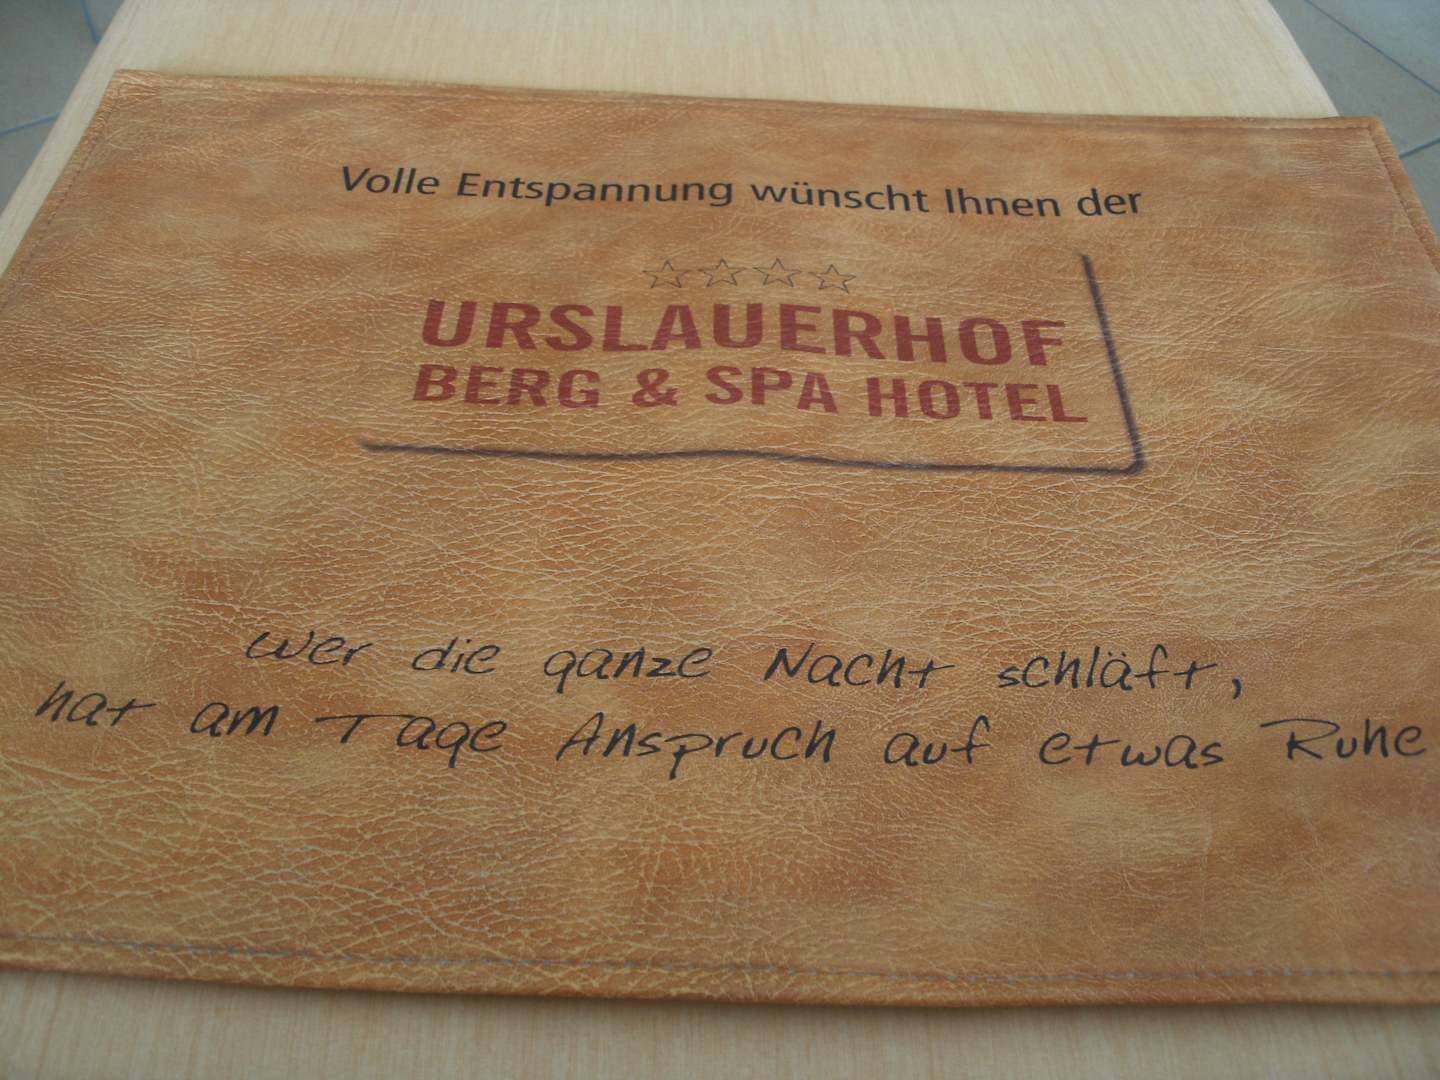 Volle Entspannung wünscht Ihnen der
URSLAUERHOF
BERG & SPA HOTEL
Wer die ganze Nacht schläft,
hat am Tage Anspruch auf etwas Ruhe